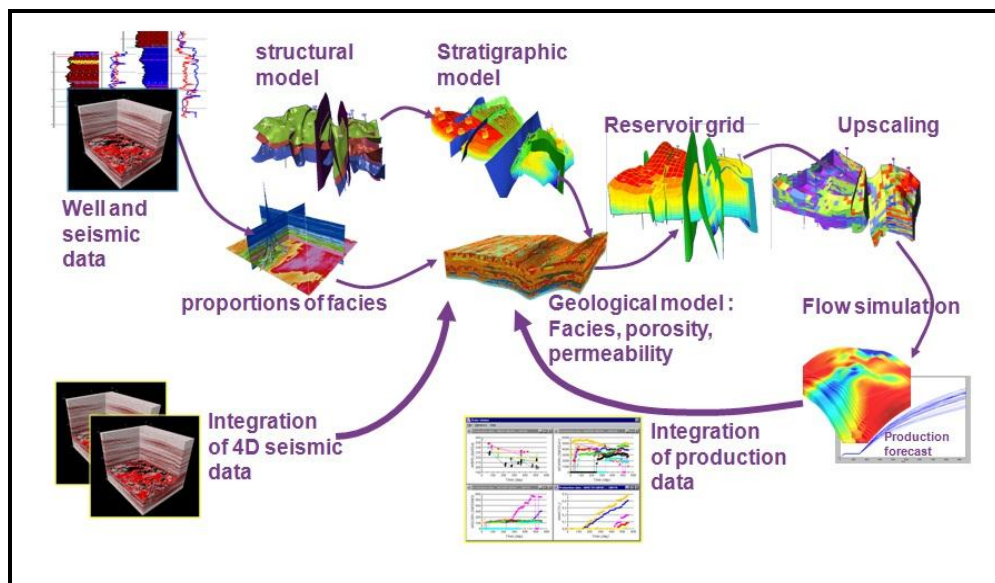 structural
model
Stratigraphic
model
Reservoir grid
Upscaling
Well and
seismic
data
proportions of facies
Geological model :
Facies, porosity,
permeability
Flow simulation
Integration
of 4D seismic
data
Integration
of production
data
Production
forecast